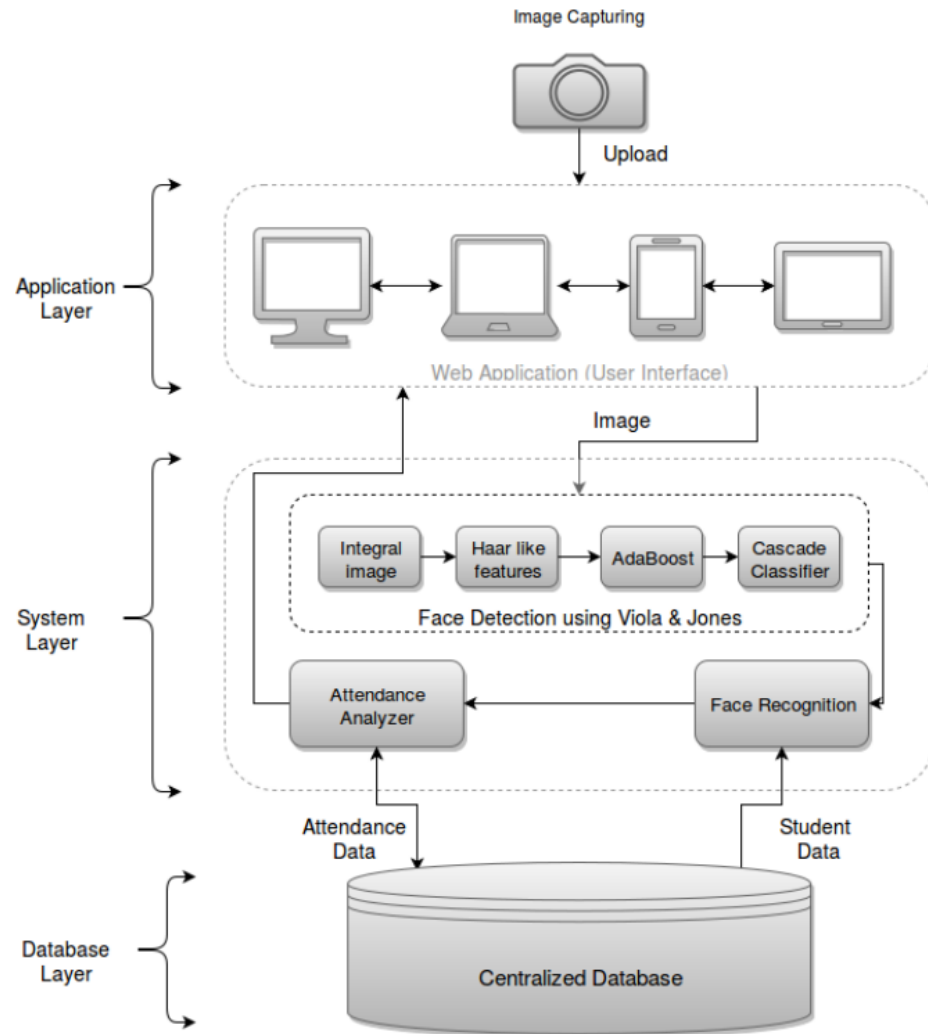 Image Capturing
Upload
Application
Layer
Web Application (User Interface)
Image
Integral
image
Haar like
features
AdaBoost
Cascade
Classifier
Face Detection using Viola & Jones
System
Layer
Attendance
Analyzer
Face Recognition
Attendance
Data
Student
Data
Database
Layer
Centralized Database